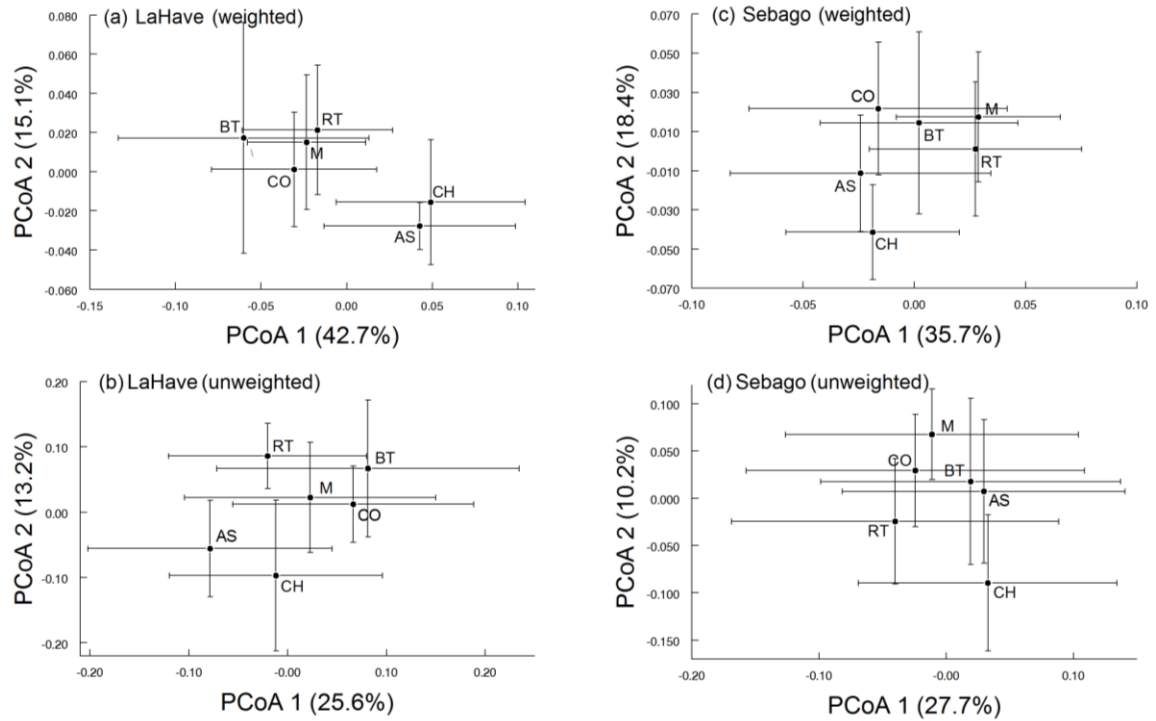 (a) LaHave (weighted)
0.080
0.060
0.040
0.020
0.000
-0.020
-0.040
-0.060
PCoA 2 (15.1%)
BT
RT
M
CO
CH
AS
-0.15
-0.10
-0.05
0.00
0.05
0.10
PCoA 1 (42.7%)
(c) Sebago (weighted)
0.070
0.050
0.030
0.010
-0.010
-0.030
-0.050
-0.070
PCoA 2 (18.4%)
CO
M
BT
RT
AS
CH
-0.10
-0.05
0.00
0.05
0.10
PCoA 1 (35.7%)
(b) LaHave (unweighted)
0.20
0.10
0.00
-0.10
-0.20
PCoA 2 (13.2%)
RT
BT
M
CO
AS
CH
-0.20
-0.10
-0.00
0.10
0.20
PCoA 1 (25.6%)
(d) Sebago (unweighted)
0.100
0.050
0.000
-0.050
-0.100
-0.150
PCoA 2 (10.2%)
M
CO
BT
AS
RT
CH
-0.10
-0.00
0.10
PCoA 1 (27.7%)